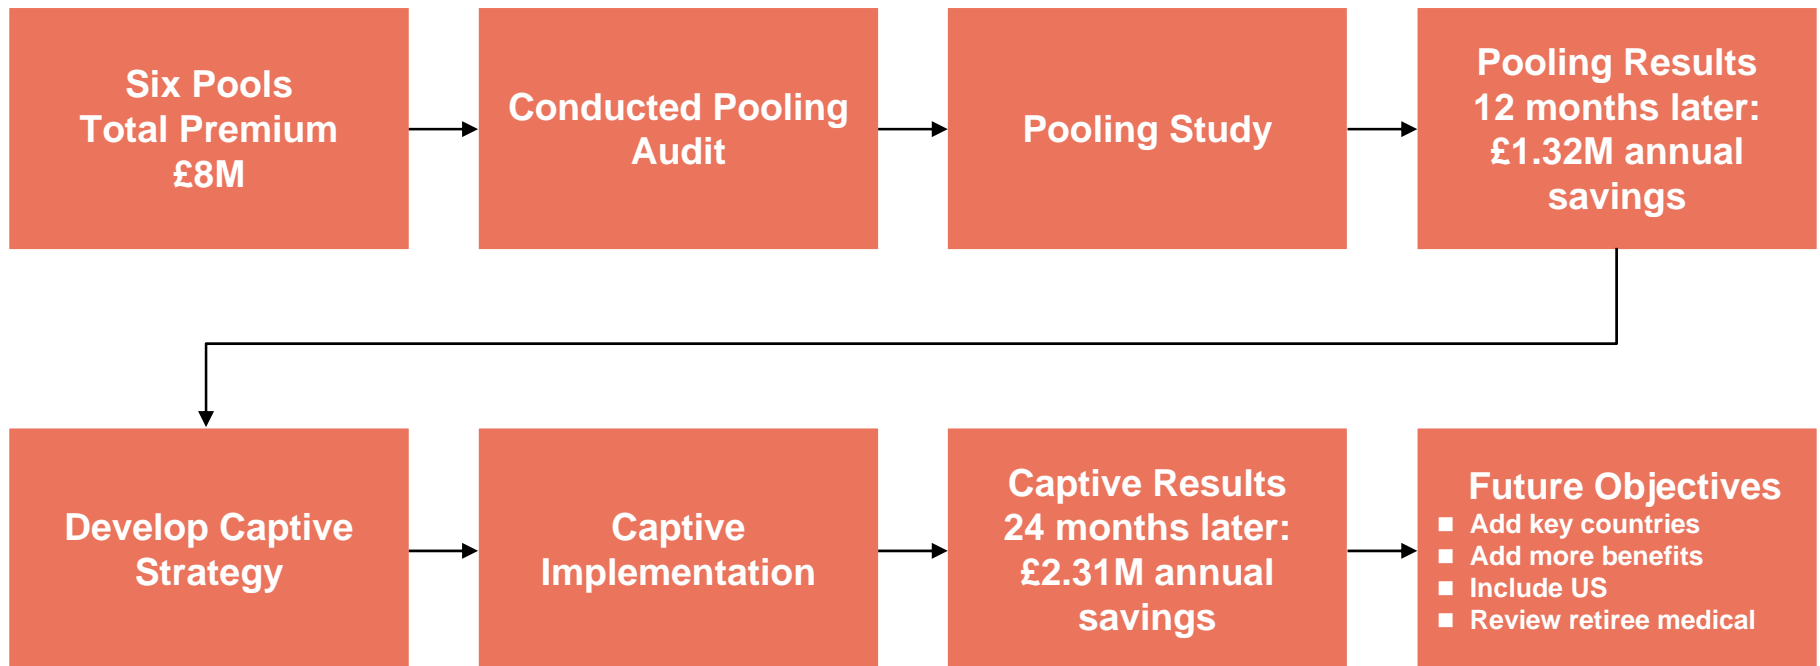 Six Pools
Total Premium
£8M
Conducted Pooling
Audit
Pooling Study
Pooling Results
12 months later:
£1.32M annual
savings
Develop Captive
Strategy
Captive
Implementation
Captive Results
24 months later:
£2.31M annual
savings
Future Objectives
■ Add key countries
■ Add more benefits
■ Include US
■ Review retiree medical